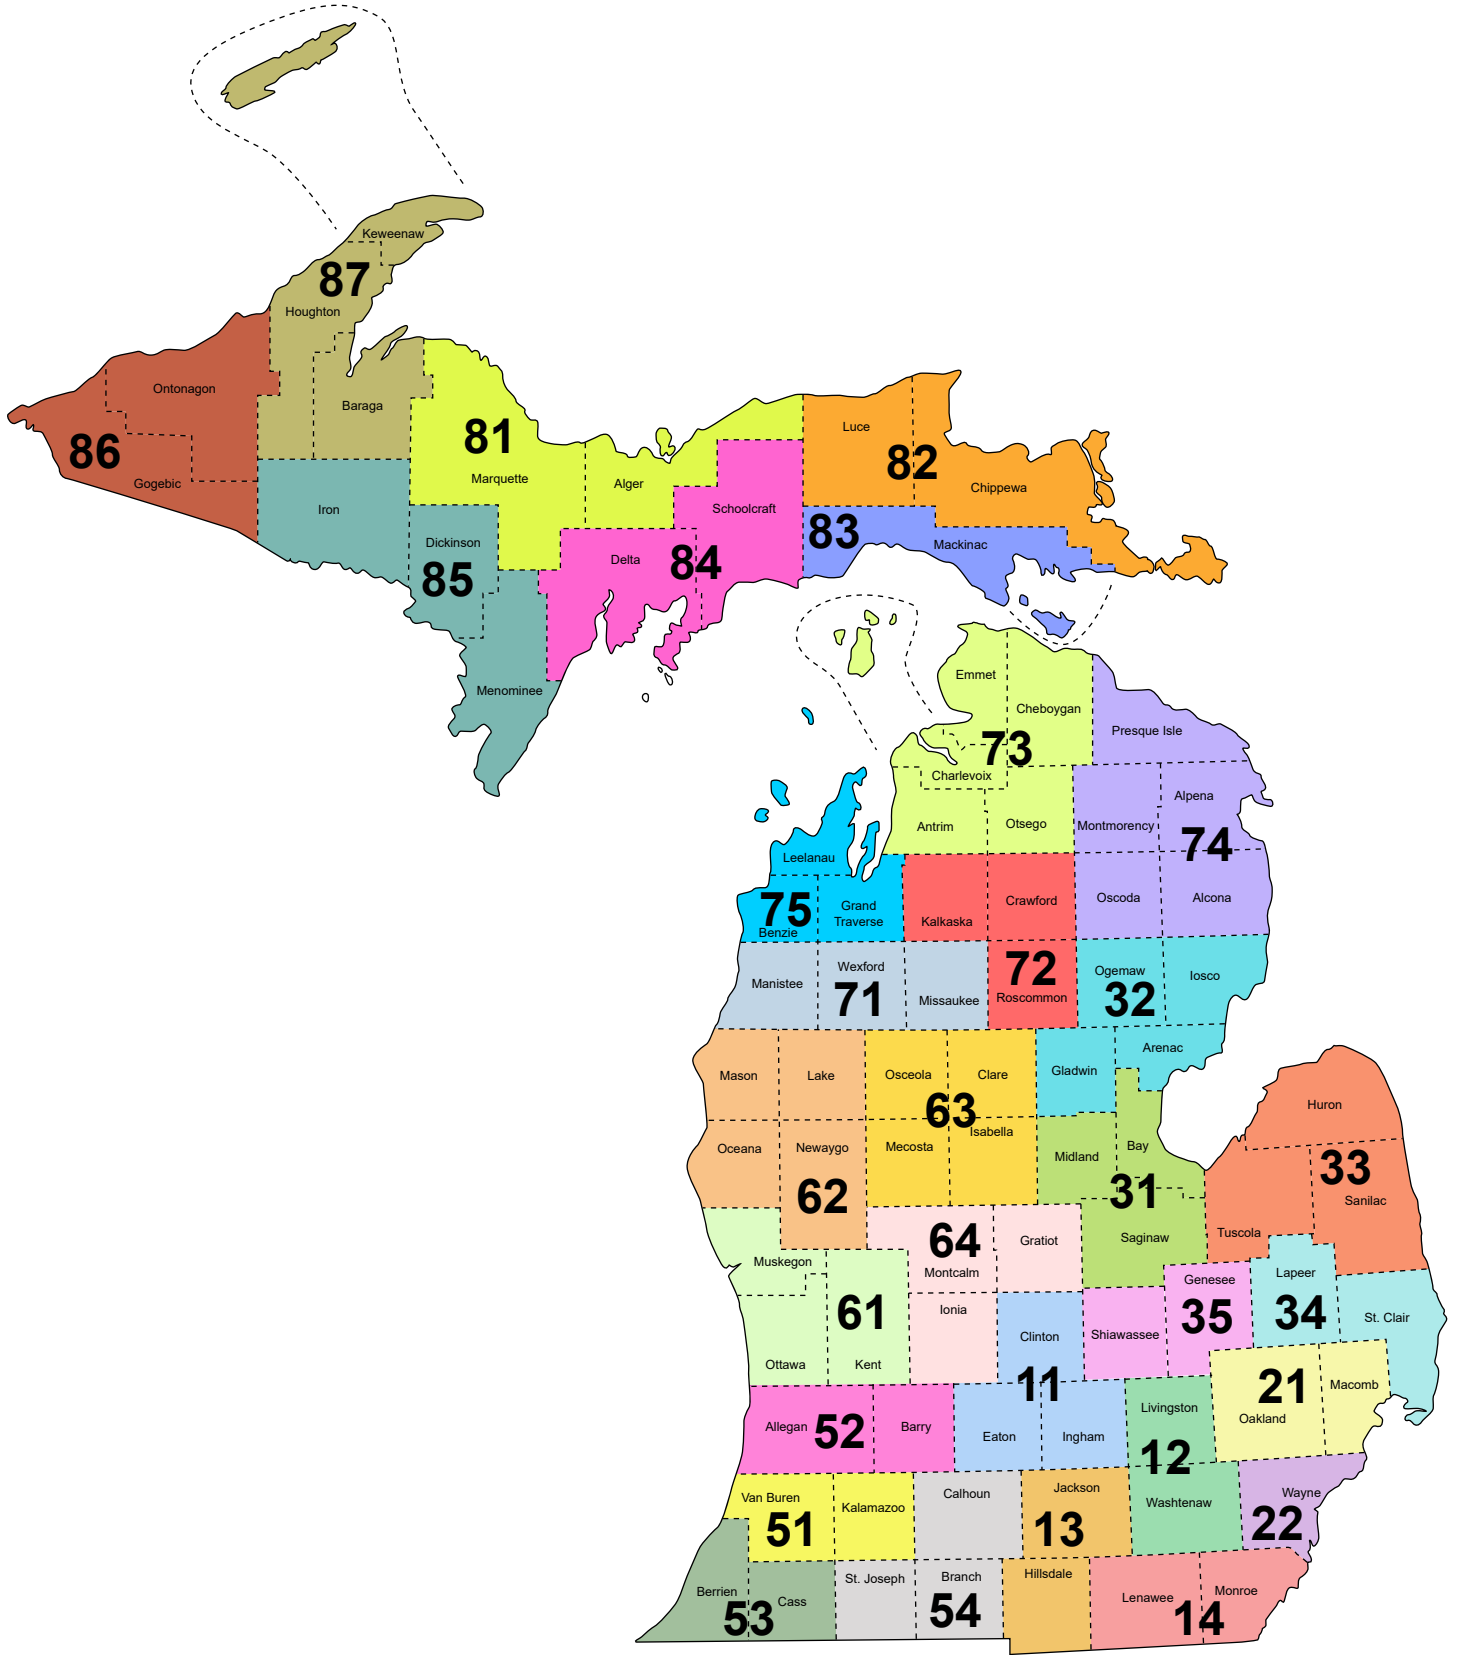 Keweenaw
87
Houghton
Ontonagon
Baraga
86
Gogebic
81
Marquette
Alger
Luce
82
Chippewa
Iron
Schoolcraft
Dickinson
85
Delta
84
83
Mackinac
Menominee
Emmet
Cheboygan
73
Charlevoix
Presque Isle
Antrim
Otsego
Montmorency
Alpena
74
Leelanau
75
Benzie
Grand
Traverse
Kalkaska
Crawford
Oscoda
Alcona
Manistee
Wexford
71
Missaukee
72
Roscommon
Ogemaw
32
Iosco
Mason
Lake
Osceola
Clare
63
Gladwin
Arenac
Huron
Oceana
Newaygo
62
Mecosta
Isabella
Midland
Bay
31
33
Sanilac
Muskegon
64
Montcalm
Gratiot
Saginaw
Tuscola
61
Ionia
Genesee
35
Lapeer
34
St. Clair
Ottawa
Kent
Clinton
11
Shiawassee
21
Oakland
Macomb
Allegan
52
Barry
Eaton
Ingham
Livingston
12
Van Buren
51
Kalamazoo
Calhoun
Jackson
13
Washtenaw
Wayne
22
Berrien
53
Cass
St. Joseph
Branch
54
Hillsdale
Lenawee
14
Monroe